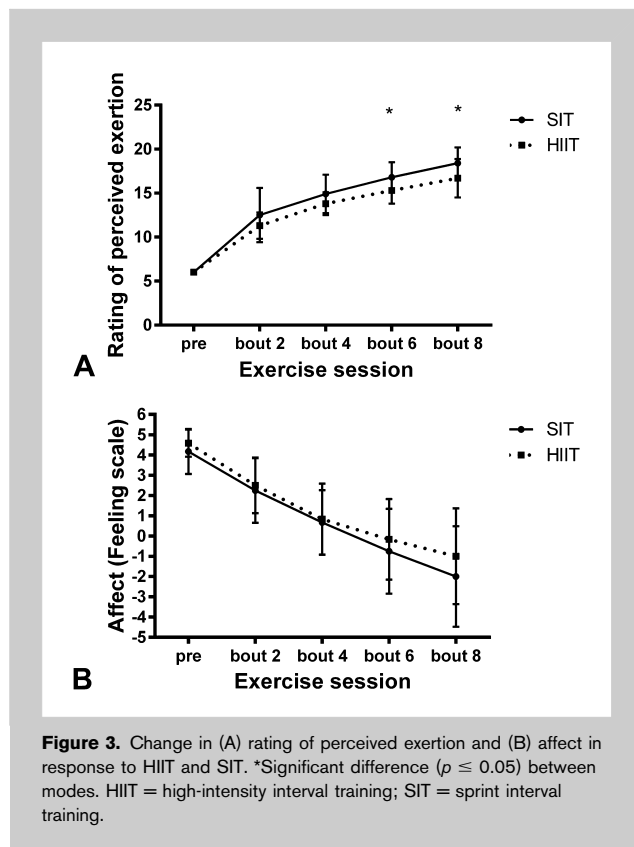 Rating of perceived exertion
25
20
15
10
5
0
* *
SIT
HIIT
pre bout 2 bout 4 bout 6 bout 8
Exercise session
A
Affect (Feeling scale)
6
5
4
3
2
1
0
-1
-2
-3
-4
-5
SIT
HIIT
pre bout 2 bout 4 bout 6 bout 8
Exercise session
B
Figure 3. Change in (A) rating of perceived exertion and (B) affect in
response to HIIT and SIT. *Significant difference (p ≤ 0.05) between
modes. HIIT = high-intensity interval training; SIT = sprint interval
training.